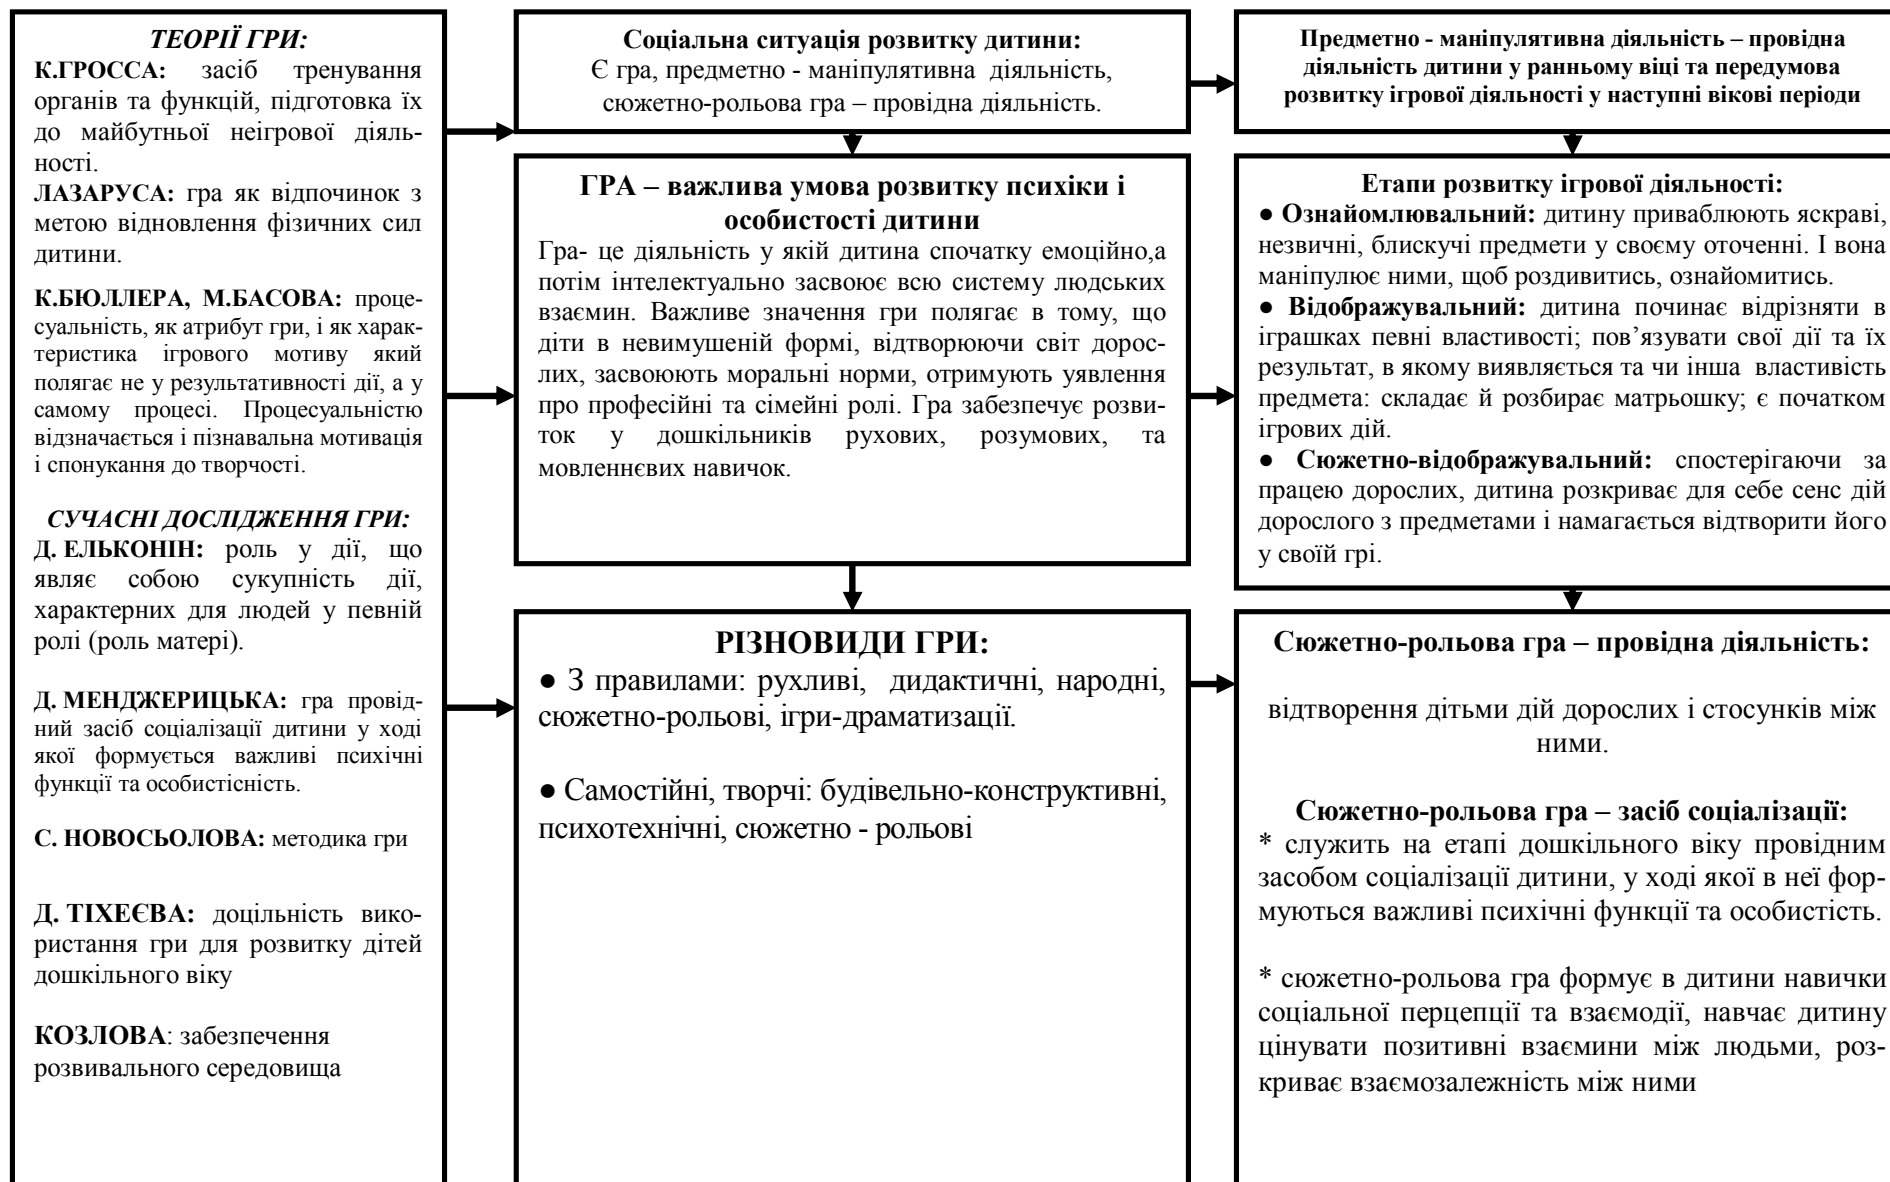 ТЕОРІЇ ГРИ:
К.ГРОССА: засіб тренування
органів та функцій, підготовка їх
до майбутньої неігрової діяль-
ності.
ЛАЗАРУСА: гра як відпочинок з
метою відновлення фізичних сил
дитини.
К.БЮЛЛЕРА, М.БАСОВА: проце-
суальність, як атрибут гри, і як харак-
теристика ігрового мотиву який
полягає не у результативності дії, а у
самому процесі. Процесуальністю
відзначається і пізнавальна мотивація
і спонукання до творчості.
СУЧАСНІ ДОСЛІДЖЕННЯ ГРИ:
Д. ЕЛЬКОНІН: роль у дії, що
являє собою сукупність дії,
характерних для людей у певній
ролі (роль матері).
Д. МЕНДЖЕРИЦЬКА: гра провід-
ний засіб соціалізації дитини у ході
якої формується важливі психічні
функції та особистісність.
С. НОВОСЬОЛОВА: методика гри
Д. ТІХЕЄВА: доцільність вико-
ристання гри для розвитку дітей
дошкільного віку
КОЗЛОВА: забезпечення
розвивального середовища
Соціальна ситуація розвитку дитини:
Є гра, предметно - маніпулятивна діяльність,
сюжетно-рольова гра – провідна діяльність.
ГРА – важлива умова розвитку психіки і
особистості дитини
Гра- це діяльність у якій дитина спочатку емоційно,а
потім інтелектуально засвоює всю систему людських
взаємин. Важливе значення гри полягає в тому, що
діти в невимушеній формі, відтворюючи світ дорос-
лих, засвоюють моральні норми, отримують уявлення
про професійні та сімейні ролі. Гра забезпечує розви-
ток у дошкільників рухових, розумових, та
мовленнєвих навичок.
РІЗНОВИДИ ГРИ:
● З правилами: рухливі, дидактичні, народні,
сюжетно-рольові, ігри-драматизації.
● Самостійні, творчі: будівельно-конструктивні,
психотехнічні, сюжетно - рольові
Предметно - маніпулятивна діяльність – провідна
діяльність дитини у ранньому віці та передумова
розвитку ігрової діяльності у наступні вікові періоди
Етапи розвитку ігрової діяльності:
● Ознайомлювальний: дитину приваблюють яскраві,
незвичні, блискучі предмети у своєму оточенні. І вона
маніпулює ними, щоб роздивитись, ознайомитись.
● Відображувальний: дитина починає відрізняти в
іграшках певні властивості; пов’язувати свої дії та їх
результат, в якому виявляється та чи інша властивість
предмета: складає й розбирає матрьошку; є початком
ігрових дій.
● Сюжетно-відображувальний: спостерігаючи за
працею дорослих, дитина розкриває для себе сенс дій
дорослого з предметами і намагається відтворити його
у своїй грі.
Сюжетно-рольова гра – провідна діяльність:
відтворення дітьми дій дорослих і стосунків між
ними.
Сюжетно-рольова гра – засіб соціалізації:
* служить на етапі дошкільного віку провідним
засобом соціалізації дитини, у ході якої в неї фор-
муються важливі психічні функції та особистість.
* сюжетно-рольова гра формує в дитини навички
соціальної перцепції та взаємодії, навчає дитину
цінувати позитивні взаємини між людьми, роз-
криває взаємозалежність між ними